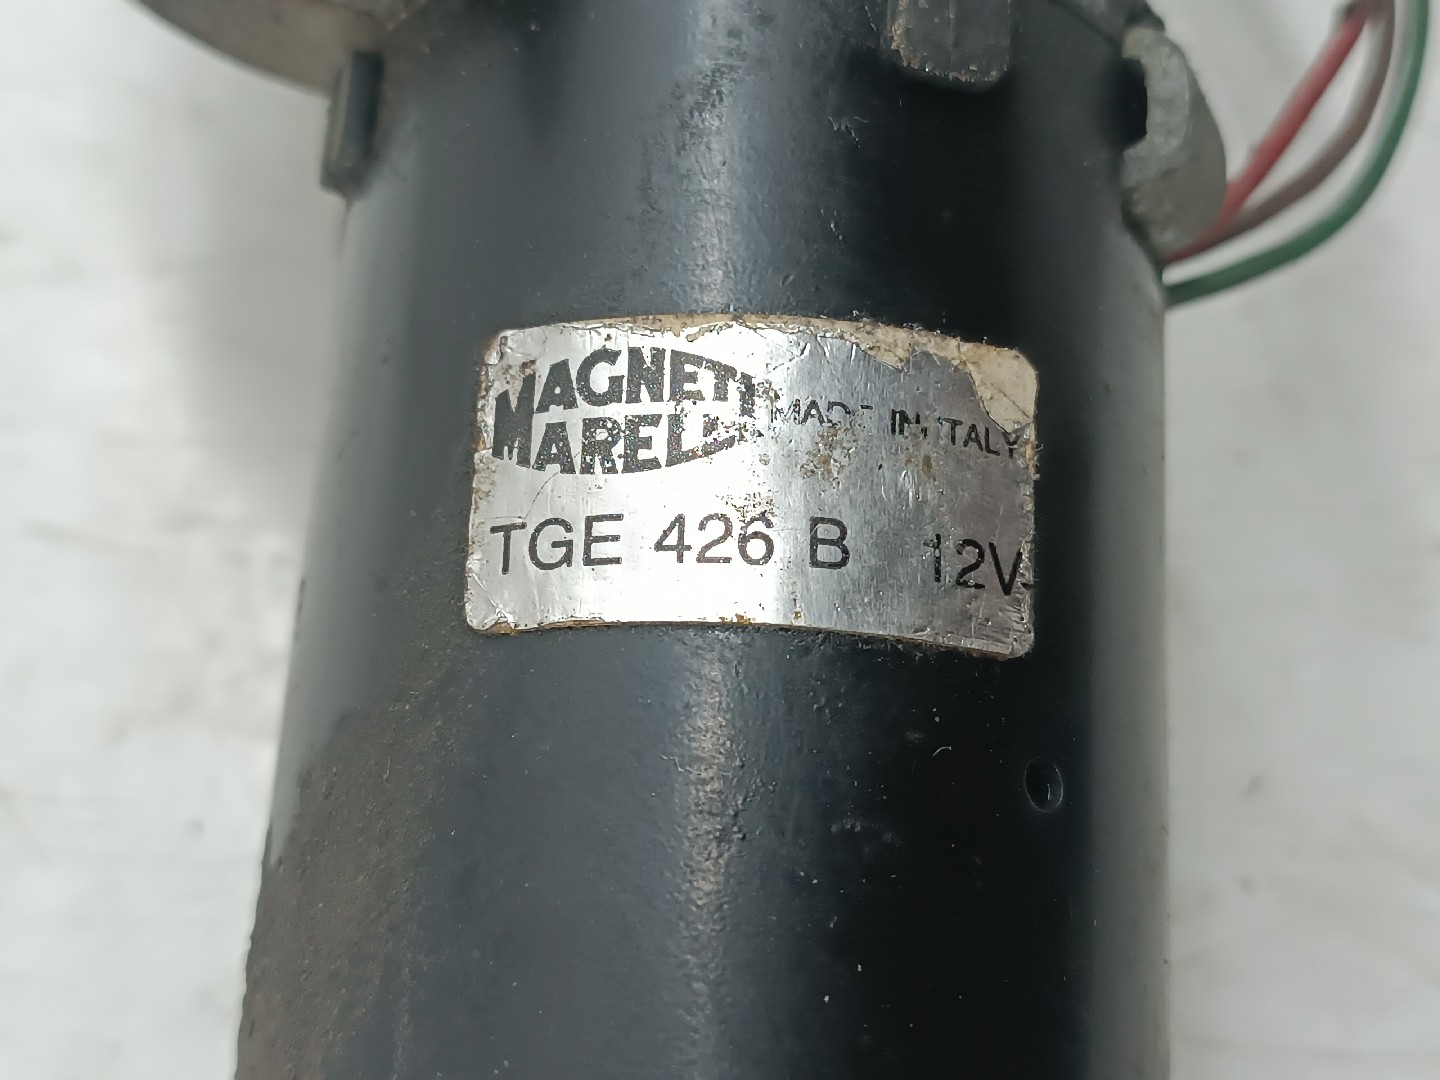 MAGNETI
MARELLI
MADE IN ITALY
TGE 426 B 12V